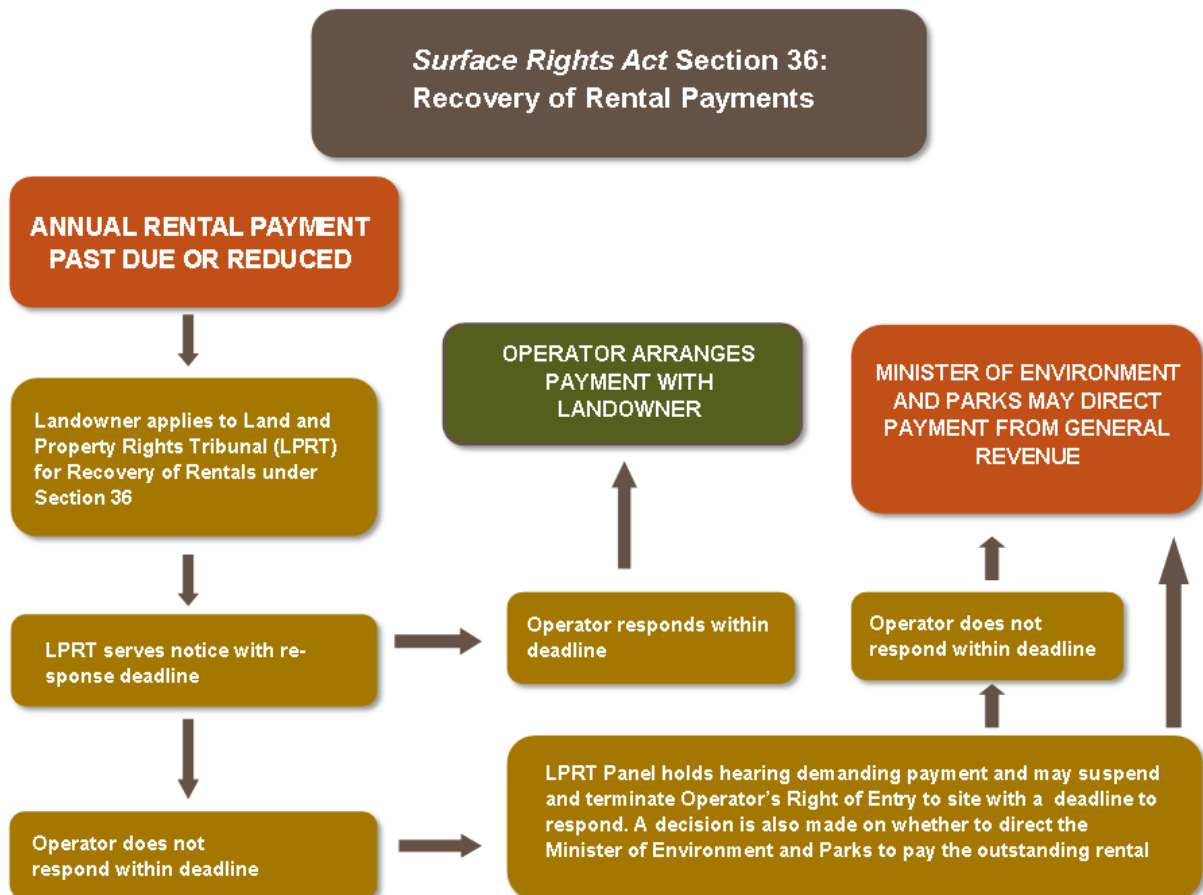 Surface Rights Act Section 36:
Recovery of Rental Payments
ANNUAL RENTAL PAYMENT
PAST DUE OR REDUCED
Landowner applies to Land and
Property Rights Tribunal (LPRT)
for Recovery of Rentals under
Section 36
LPRT serves notice with re-
sponse deadline
Operator does not
respond within deadline
OPERATOR ARRANGES
PAYMENT WITH
LANDOWNER
Operator responds within
deadline
MINISTER OF ENVIRONMENT
AND PARKS MAY DIRECT
PAYMENT FROM GENERAL
REVENUE
Operator does not
respond within deadline
LPRT Panel holds hearing demanding payment and may suspend
and terminate Operator's Right of Entry to site with a deadline to
respond. A decision is also made on whether to direct the
Minister of Environment and Parks to pay the outstanding rental